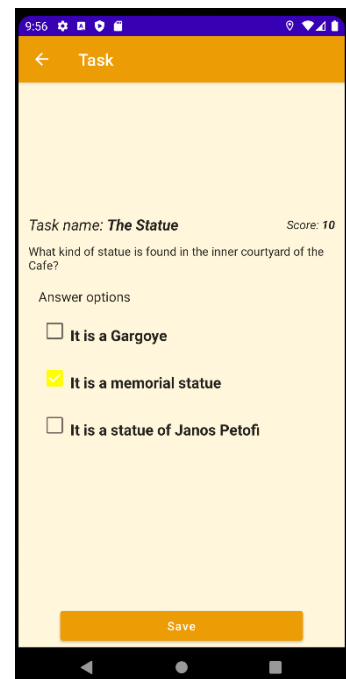 9:56
Task
Task name: The Statue Score: 10
What kind of statue is found in the inner courtyard of the
Cafe?
Answer options
It is a Gargoye
It is a memorial statue
It is a statue of Janos Petofi
Save